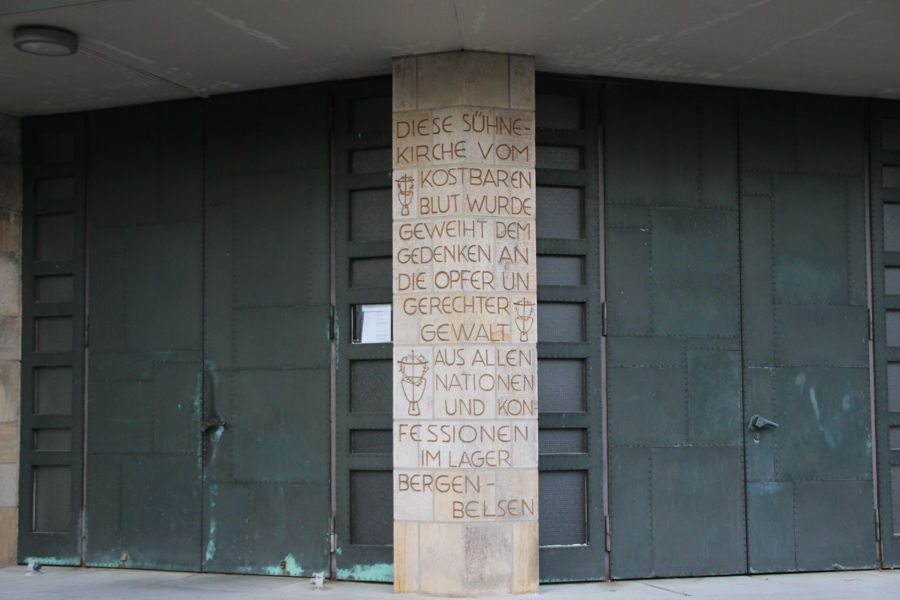 DIESE SÜHNE-
KIRCHE VOM
KOSTBAREN
BLUT WURDE
GEWEIHT DEM
GEDENKEN AN
DIE OPFER UN
GERECHTER
GEWALT
AUS ALLEN
NATIONEN
UND KON-
FESSIONEN
IM LAGER
BERGEN-
BELSEN